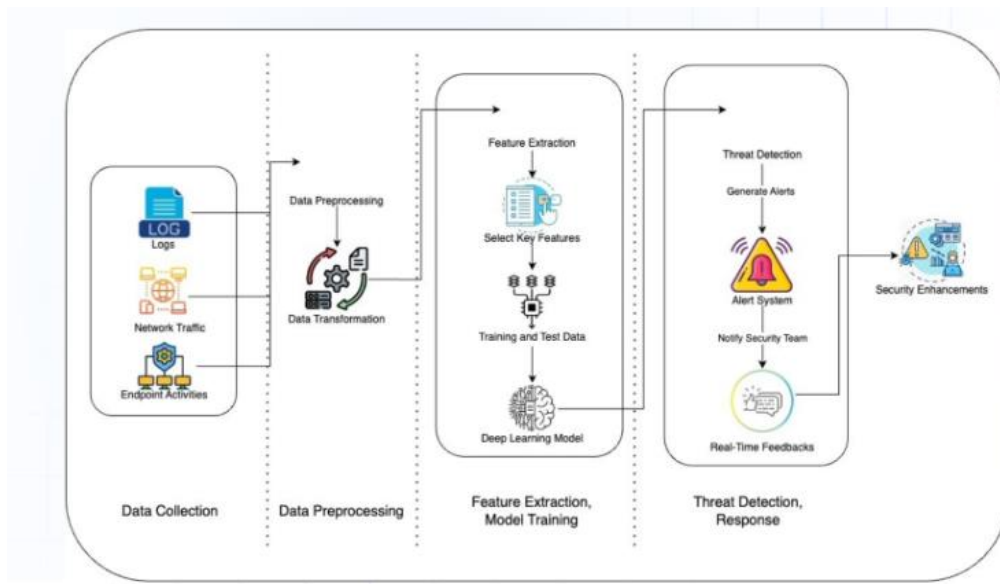 LOG
Logs
Network Traffic
Endpoint Activities
Data Collection
Data Preprocessing
Data Transformation
Data Preprocessing
Feature Extraction
Select Key Features
Training and Test Data
Deep Learning Model
Feature Extraction,
Model Training
Threat Detection
Generate Alerts
Alert System
Notify Security Team
Real-Time Feedbacks
Threat Detection,
Response
Security Enhancements